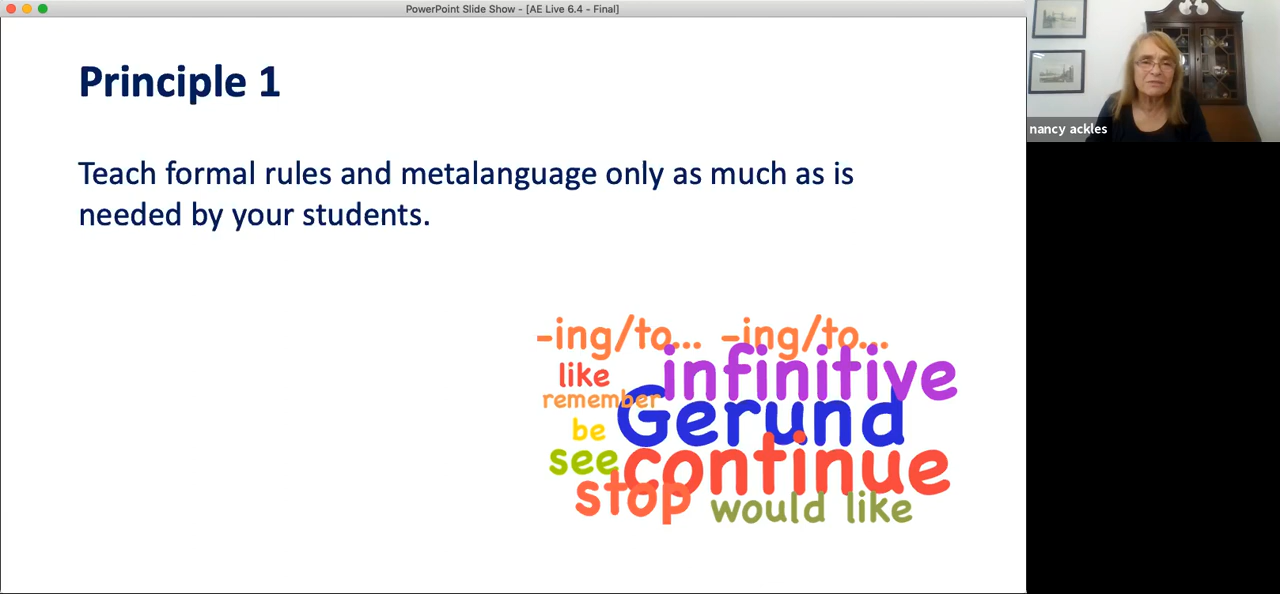 PowerPoint Slide Show - [AE Live 6.4 - Final]
Principle 1
Teach formal rules and metalanguage only as much as is
needed by your students.
-ing/to... -ing/to...
like infinitive
remember
Gerund
be
see continue
stop would like
nancy ackles